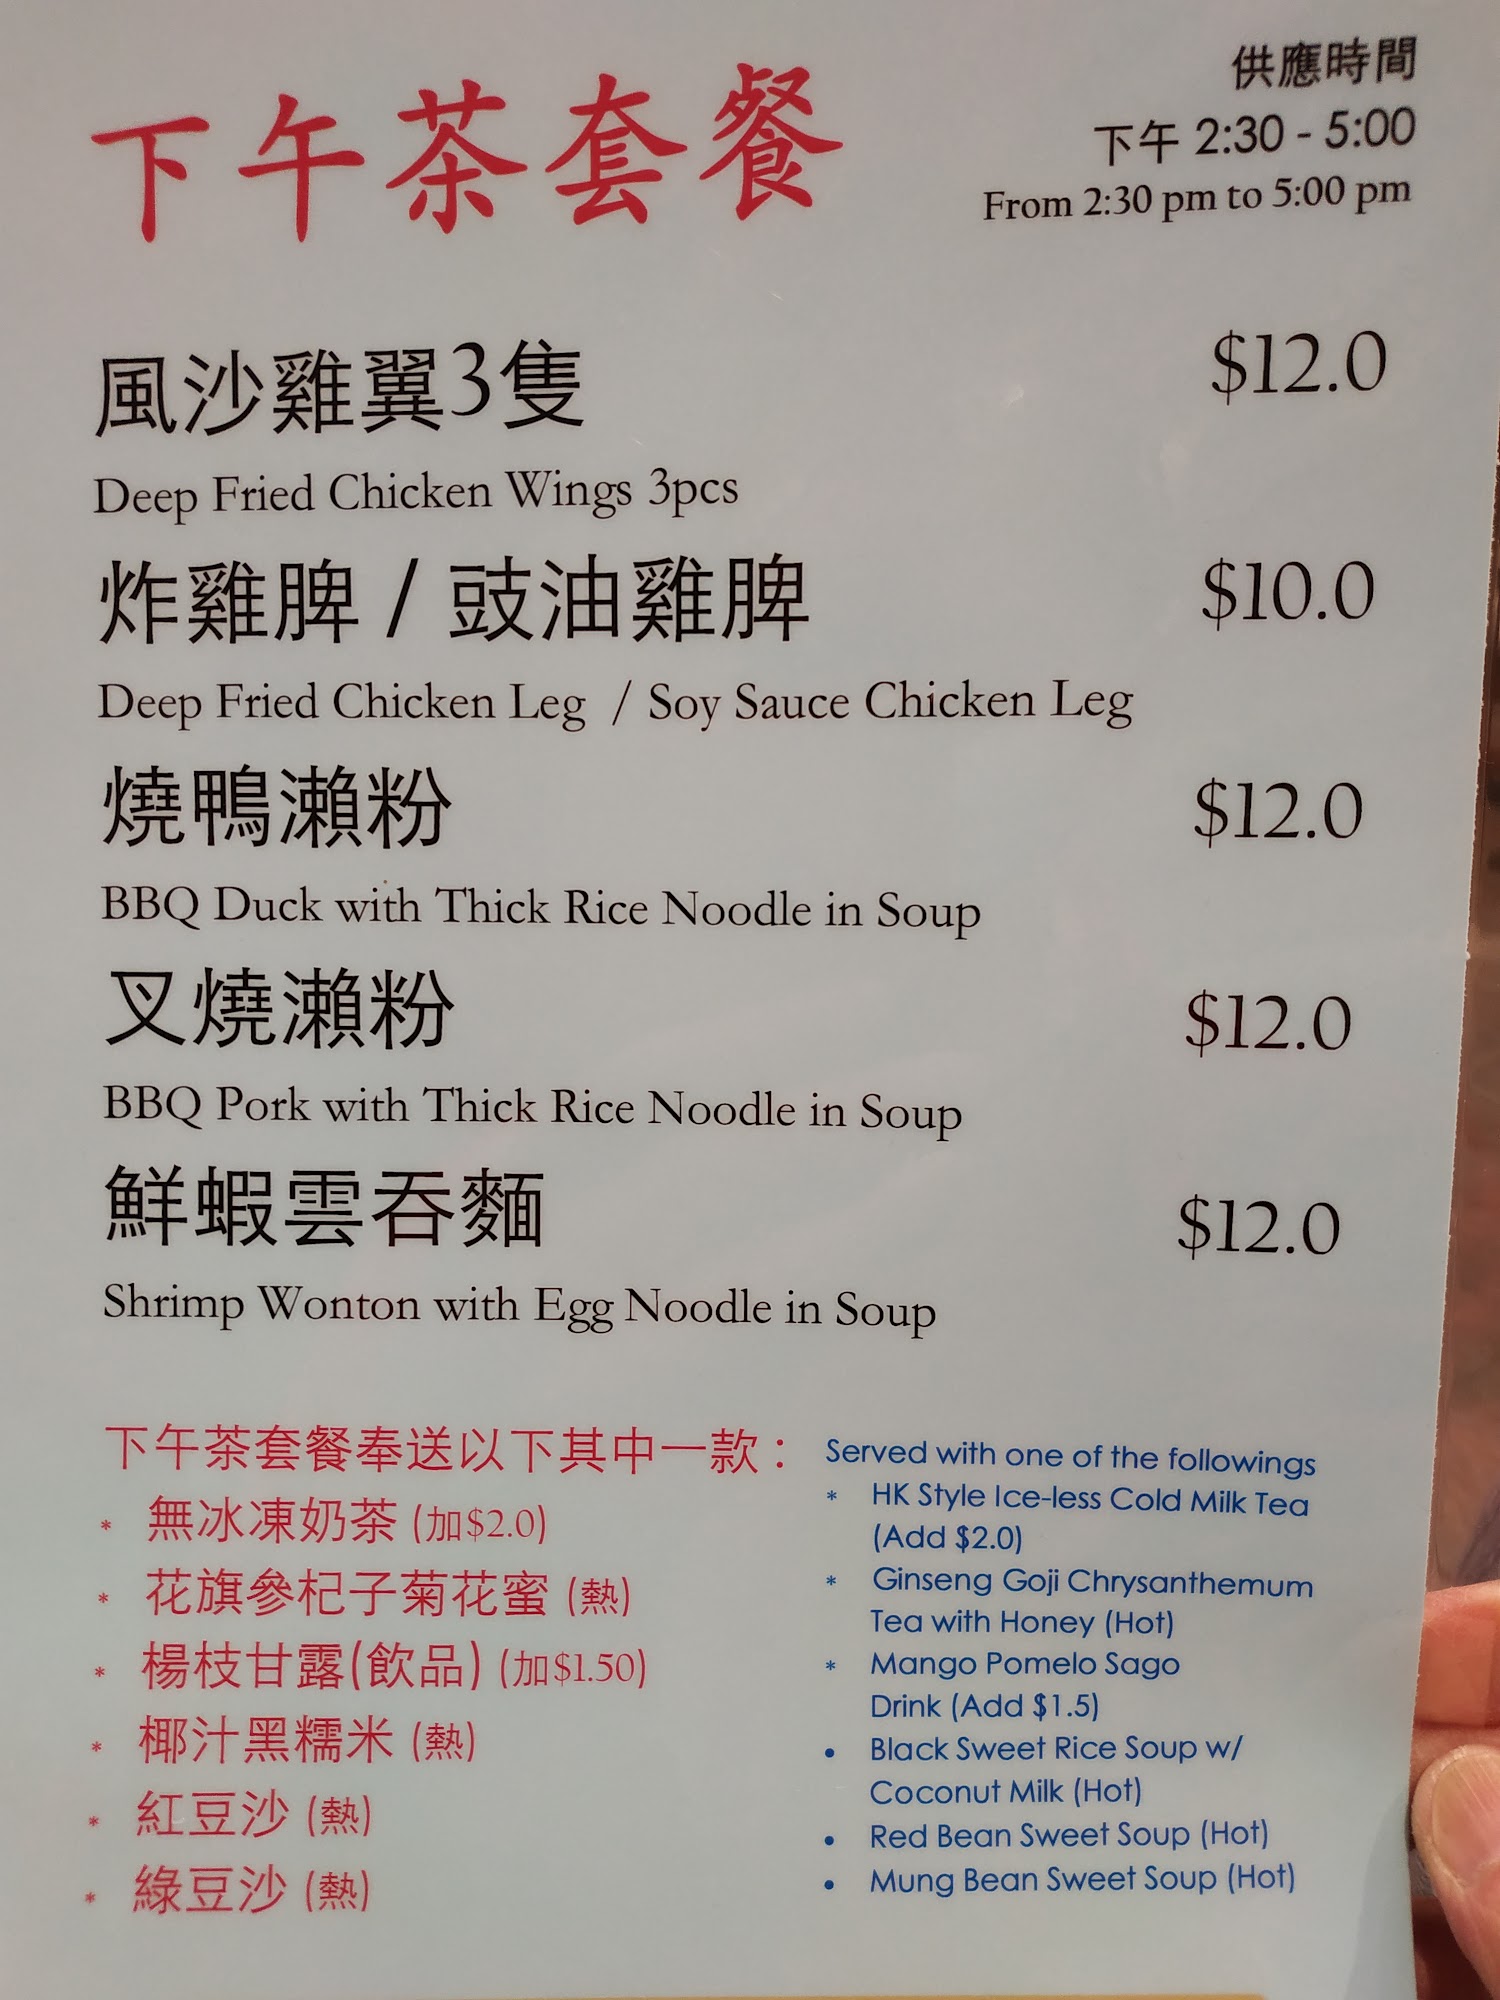 下午茶套餐
供應時間
下午 2:30 - 5:00
From 2:30 pm to 5:00 pm
風沙雞翼3隻 $12.0
Deep Fried Chicken Wings 3pcs
炸雞髀 / 豉油雞髀 $10.0
Deep Fried Chicken Leg / Soy Sauce Chicken Leg
燒鴨瀨粉 $12.0
BBQ Duck with Thick Rice Noodle in Soup
叉燒瀨粉 $12.0
BBQ Pork with Thick Rice Noodle in Soup
鮮蝦雲吞麵 $12.0
Shrimp Wonton with Egg Noodle in Soup
下午茶套餐奉送以下其中一款：
* 無冰凍奶茶 (加$2.0)
* 花旗參杞子菊花蜜 (熱)
* 楊枝甘露(飲品) (加$1.50)
* 椰汁黑糯米 (熱)
* 紅豆沙 (熱)
* 綠豆沙 (熱)
Served with one of the followings
* HK Style Ice-less Cold Milk Tea
(Add $2.0)
* Ginseng Goji Chrysanthemum
Tea with Honey (Hot)
* Mango Pomelo Sago
Drink (Add $1.5)
• Black Sweet Rice Soup w/
Coconut Milk (Hot)
• Red Bean Sweet Soup (Hot)
• Mung Bean Sweet Soup (Hot)